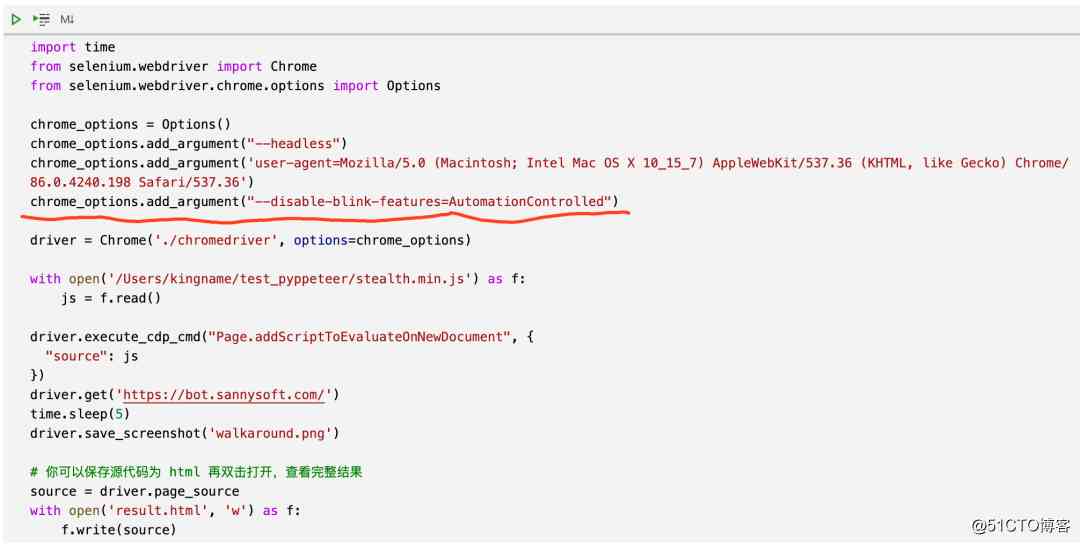 M↓
import time
from selenium.webdriver import Chrome
from selenium.webdriver.chrome.options import Options
chrome_options = Options()
chrome_options.add_argument("--headless")
chrome_options.add_argument('user-agent=Mozilla/5.0 (Macintosh; Intel Mac OS X 10_15_7) AppleWebKit/537.36 (KHTML, like Gecko) Chrome/
86.0.4240.198 Safari/537.36')
chrome_options.add_argument("--disable-blink-features=AutomationControlled")
driver = Chrome('./chromedriver', options=chrome_options)
with open('/Users/kingname/test_pyppeteer/stealth.min.js') as f:
    js = f.read()
driver.execute_cdp_cmd("Page.addScriptToEvaluateOnNewDocument", {
  "source": js
})
driver.get('https://bot.sannysoft.com/')
time.sleep(5)
driver.save_screenshot('walkaround.png')
# 你可以保存源代码为 html 再双击打开，查看完整结果
source = driver.page_source
with open('result.html', 'w') as f:
    f.write(source)
@51CTO博客